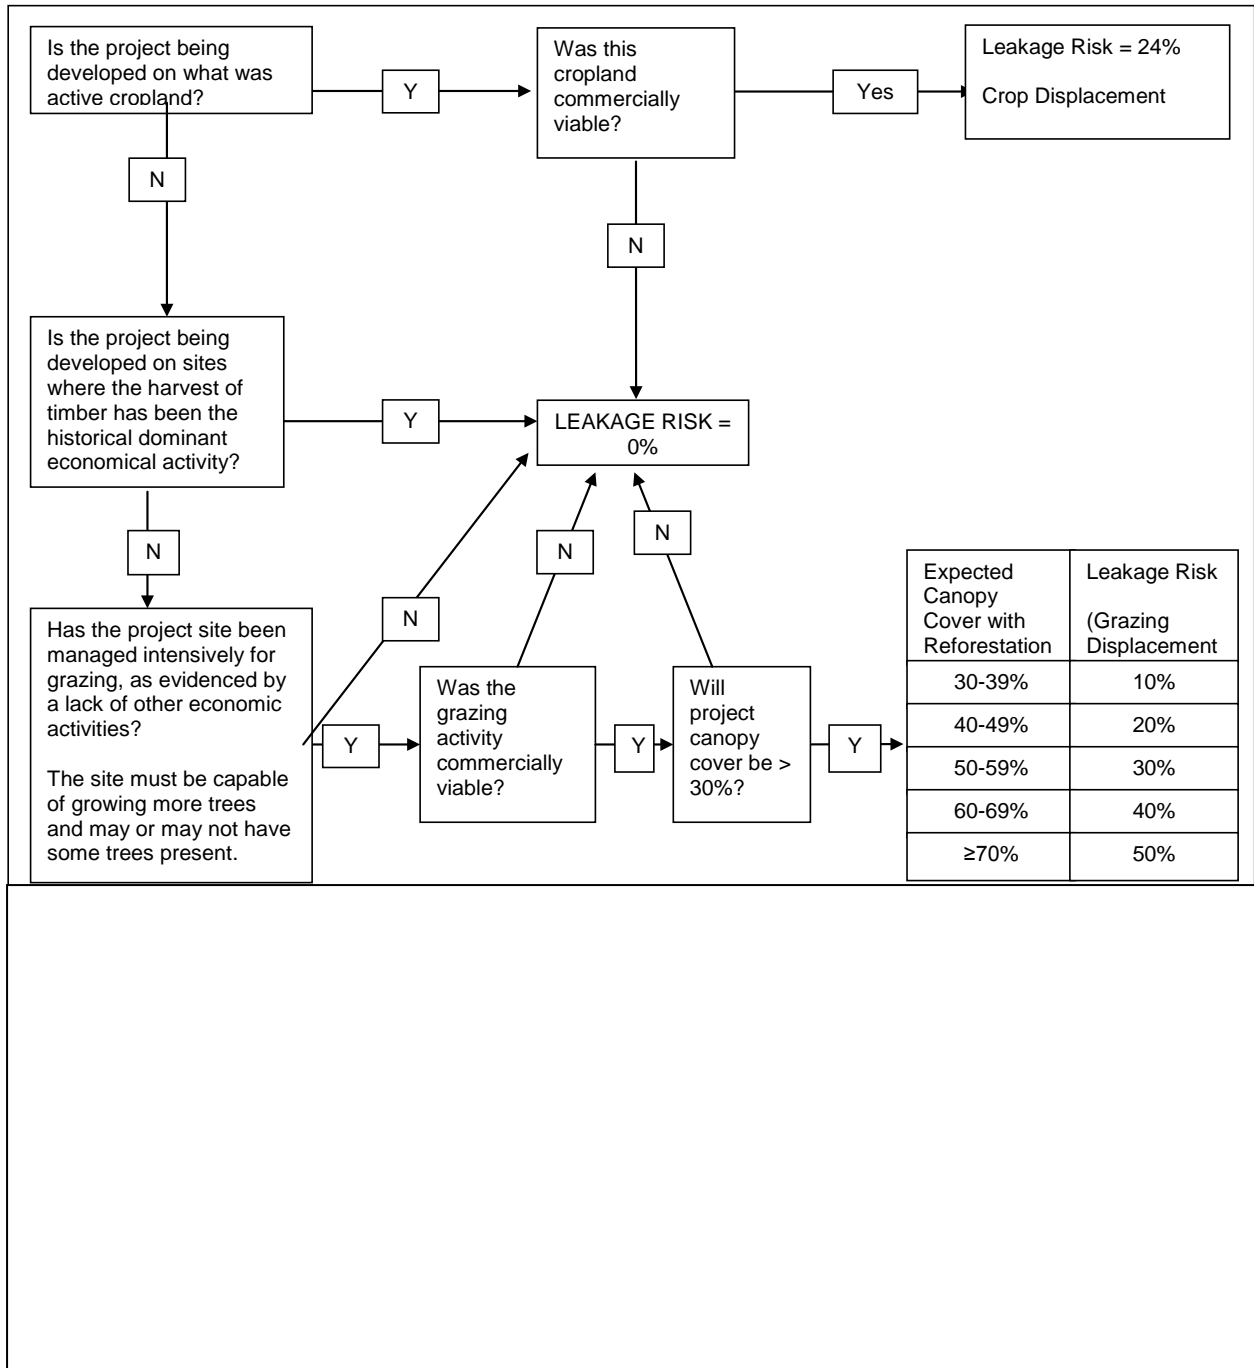 Is the project being
developed on what was
active cropland?
Y
Was this
cropland
commercially
viable?
Yes
Leakage Risk = 24%
Crop Displacement
N
N
Is the project being
developed on sites
where the harvest of
timber has been the
historical dominant
economical activity?
Y
LEAKAGE RISK =
0%
N
N
N
N
Has the project site been
managed intensively for
grazing, as evidenced by
a lack of other economic
activities?
The site must be capable
of growing more trees
and may or may not have
some trees present.
Y
Was the
grazing
activity
commercially
viable?
Y
Will
project
canopy
cover be >
30%?
Y
Expected
Canopy
Cover with
Reforestation
Leakage Risk
(Grazing
Displacement
30-39% 10%
40-49% 20%
50-59% 30%
60-69% 40%
≥70% 50%